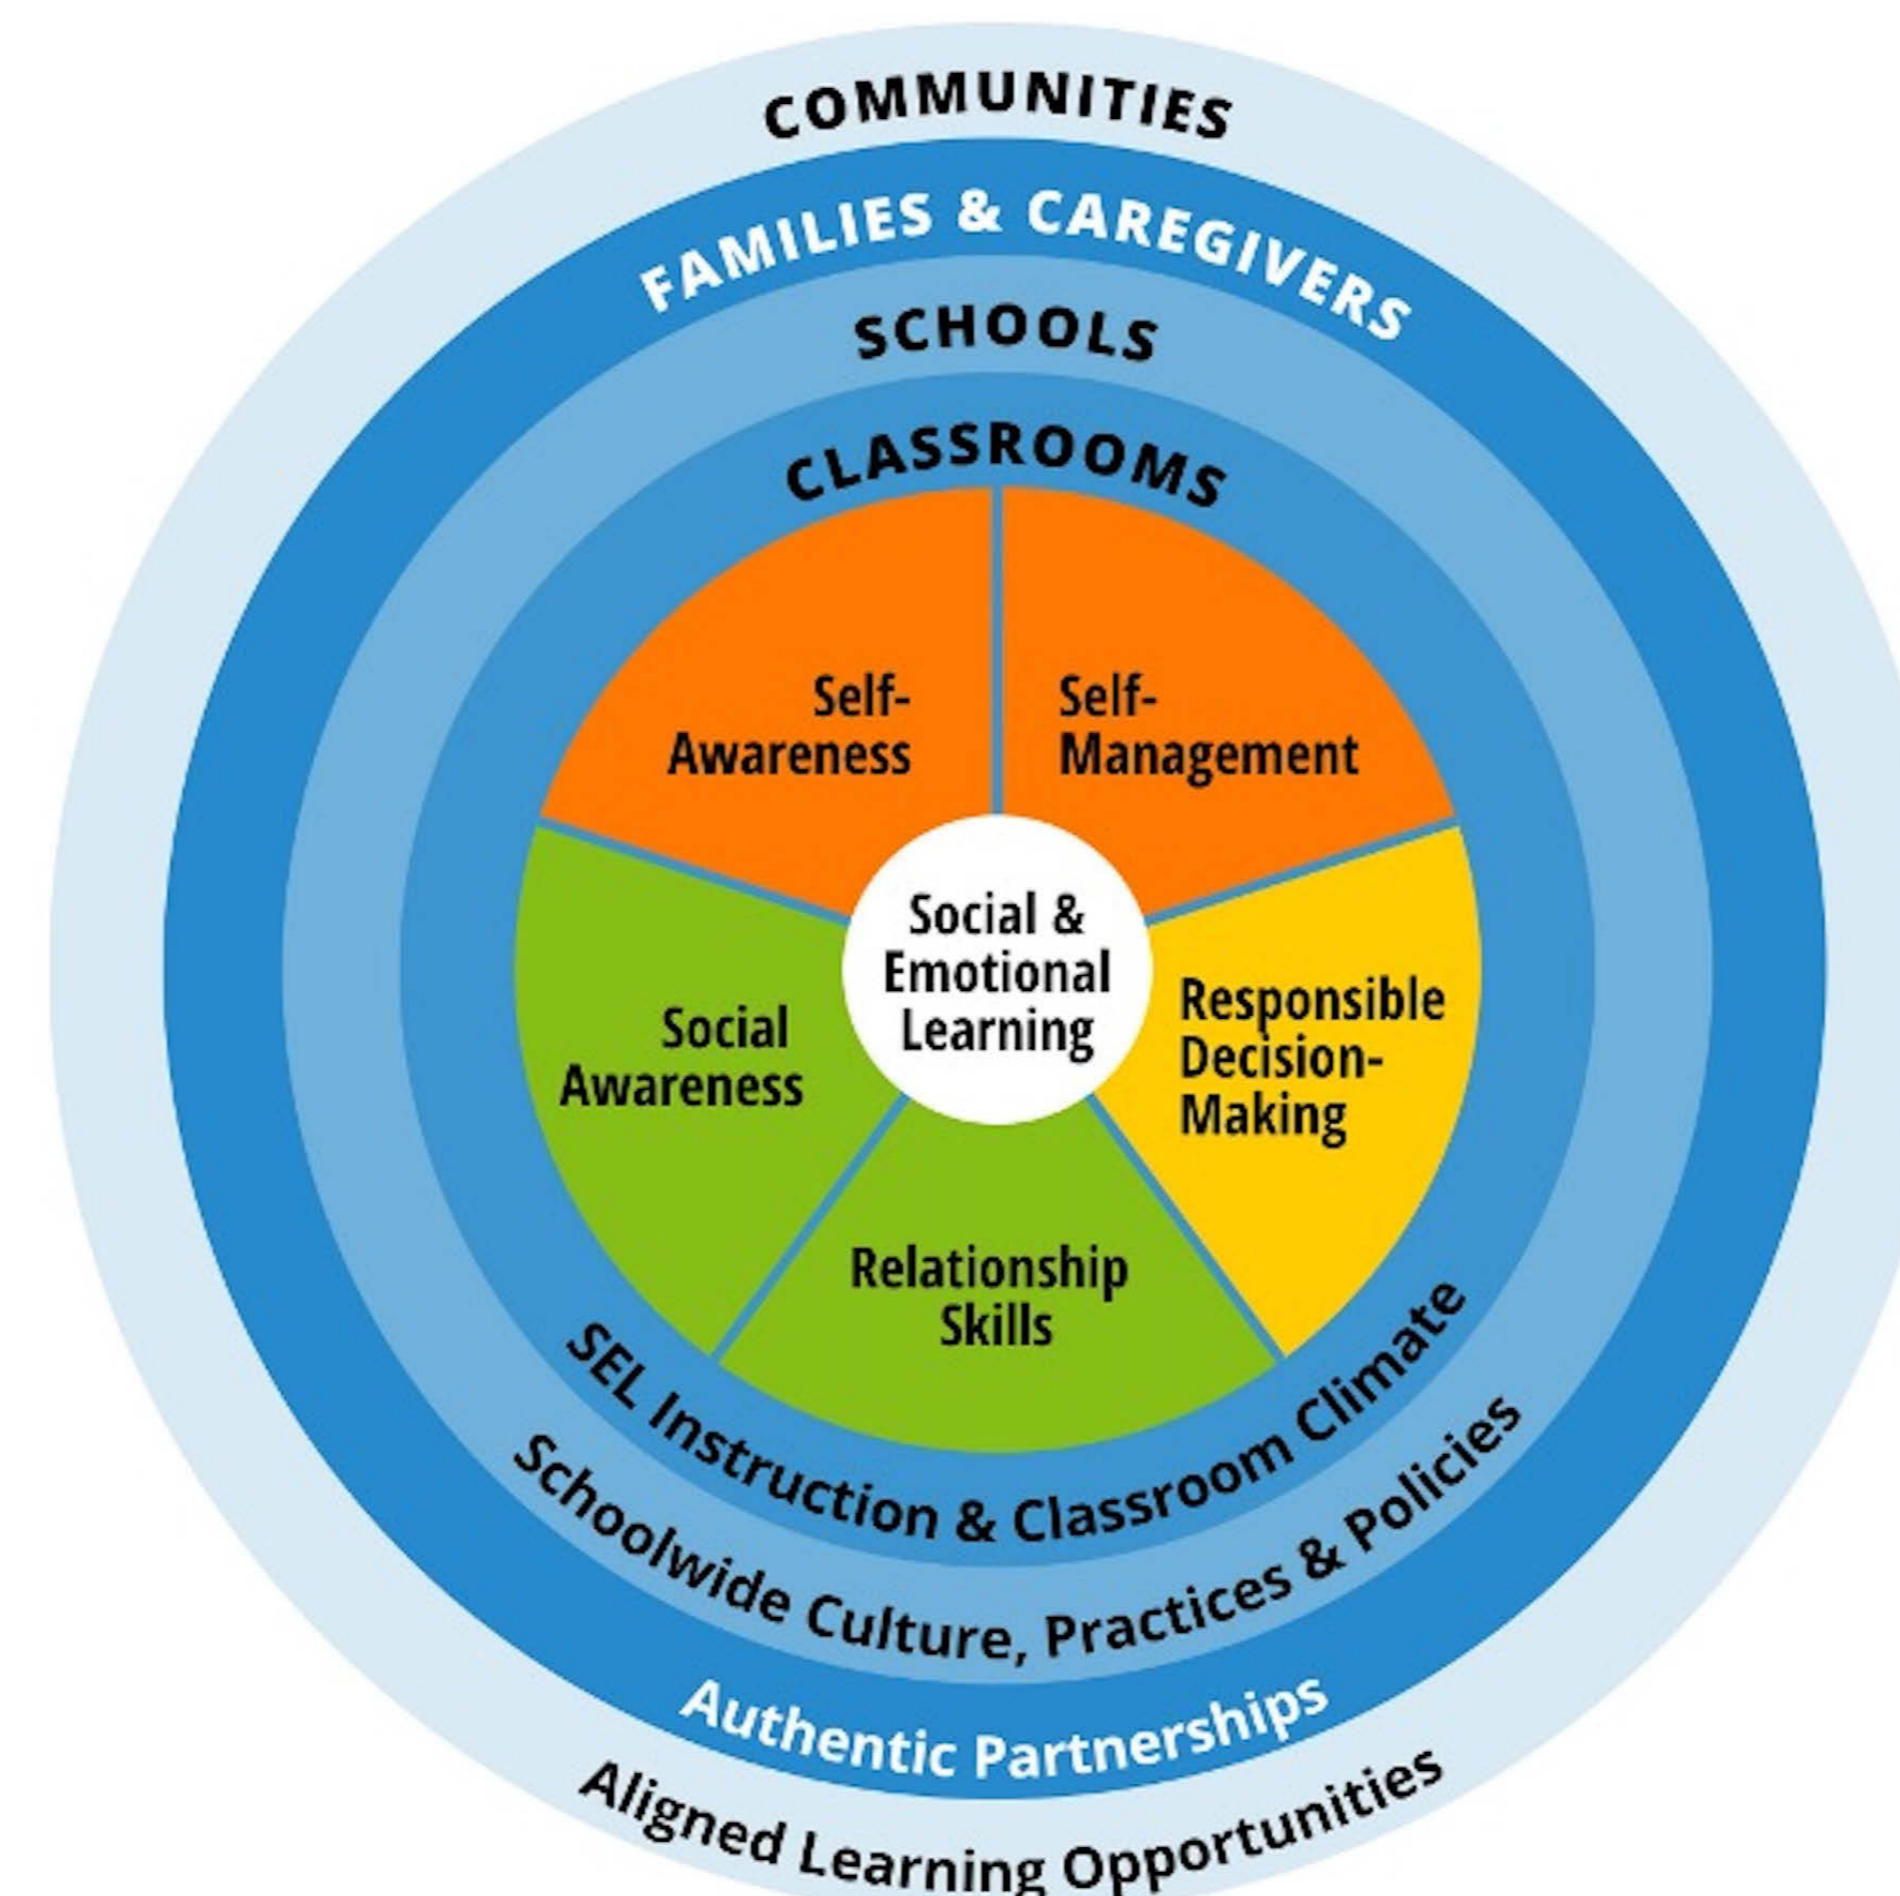 COMMUNITIES
FAMILIES & CAREGIVERS
SCHOOLS
CLASSROOMS
Self-
Awareness
Self-
Management
Social &
Emotional
Learning
Social
Awareness
Responsible
Decision-
Making
Relationship
Skills
SEL Instruction & Classroom Climate
Schoolwide Culture, Practices & Policies
Authentic Partnerships
Aligned Learning Opportunities